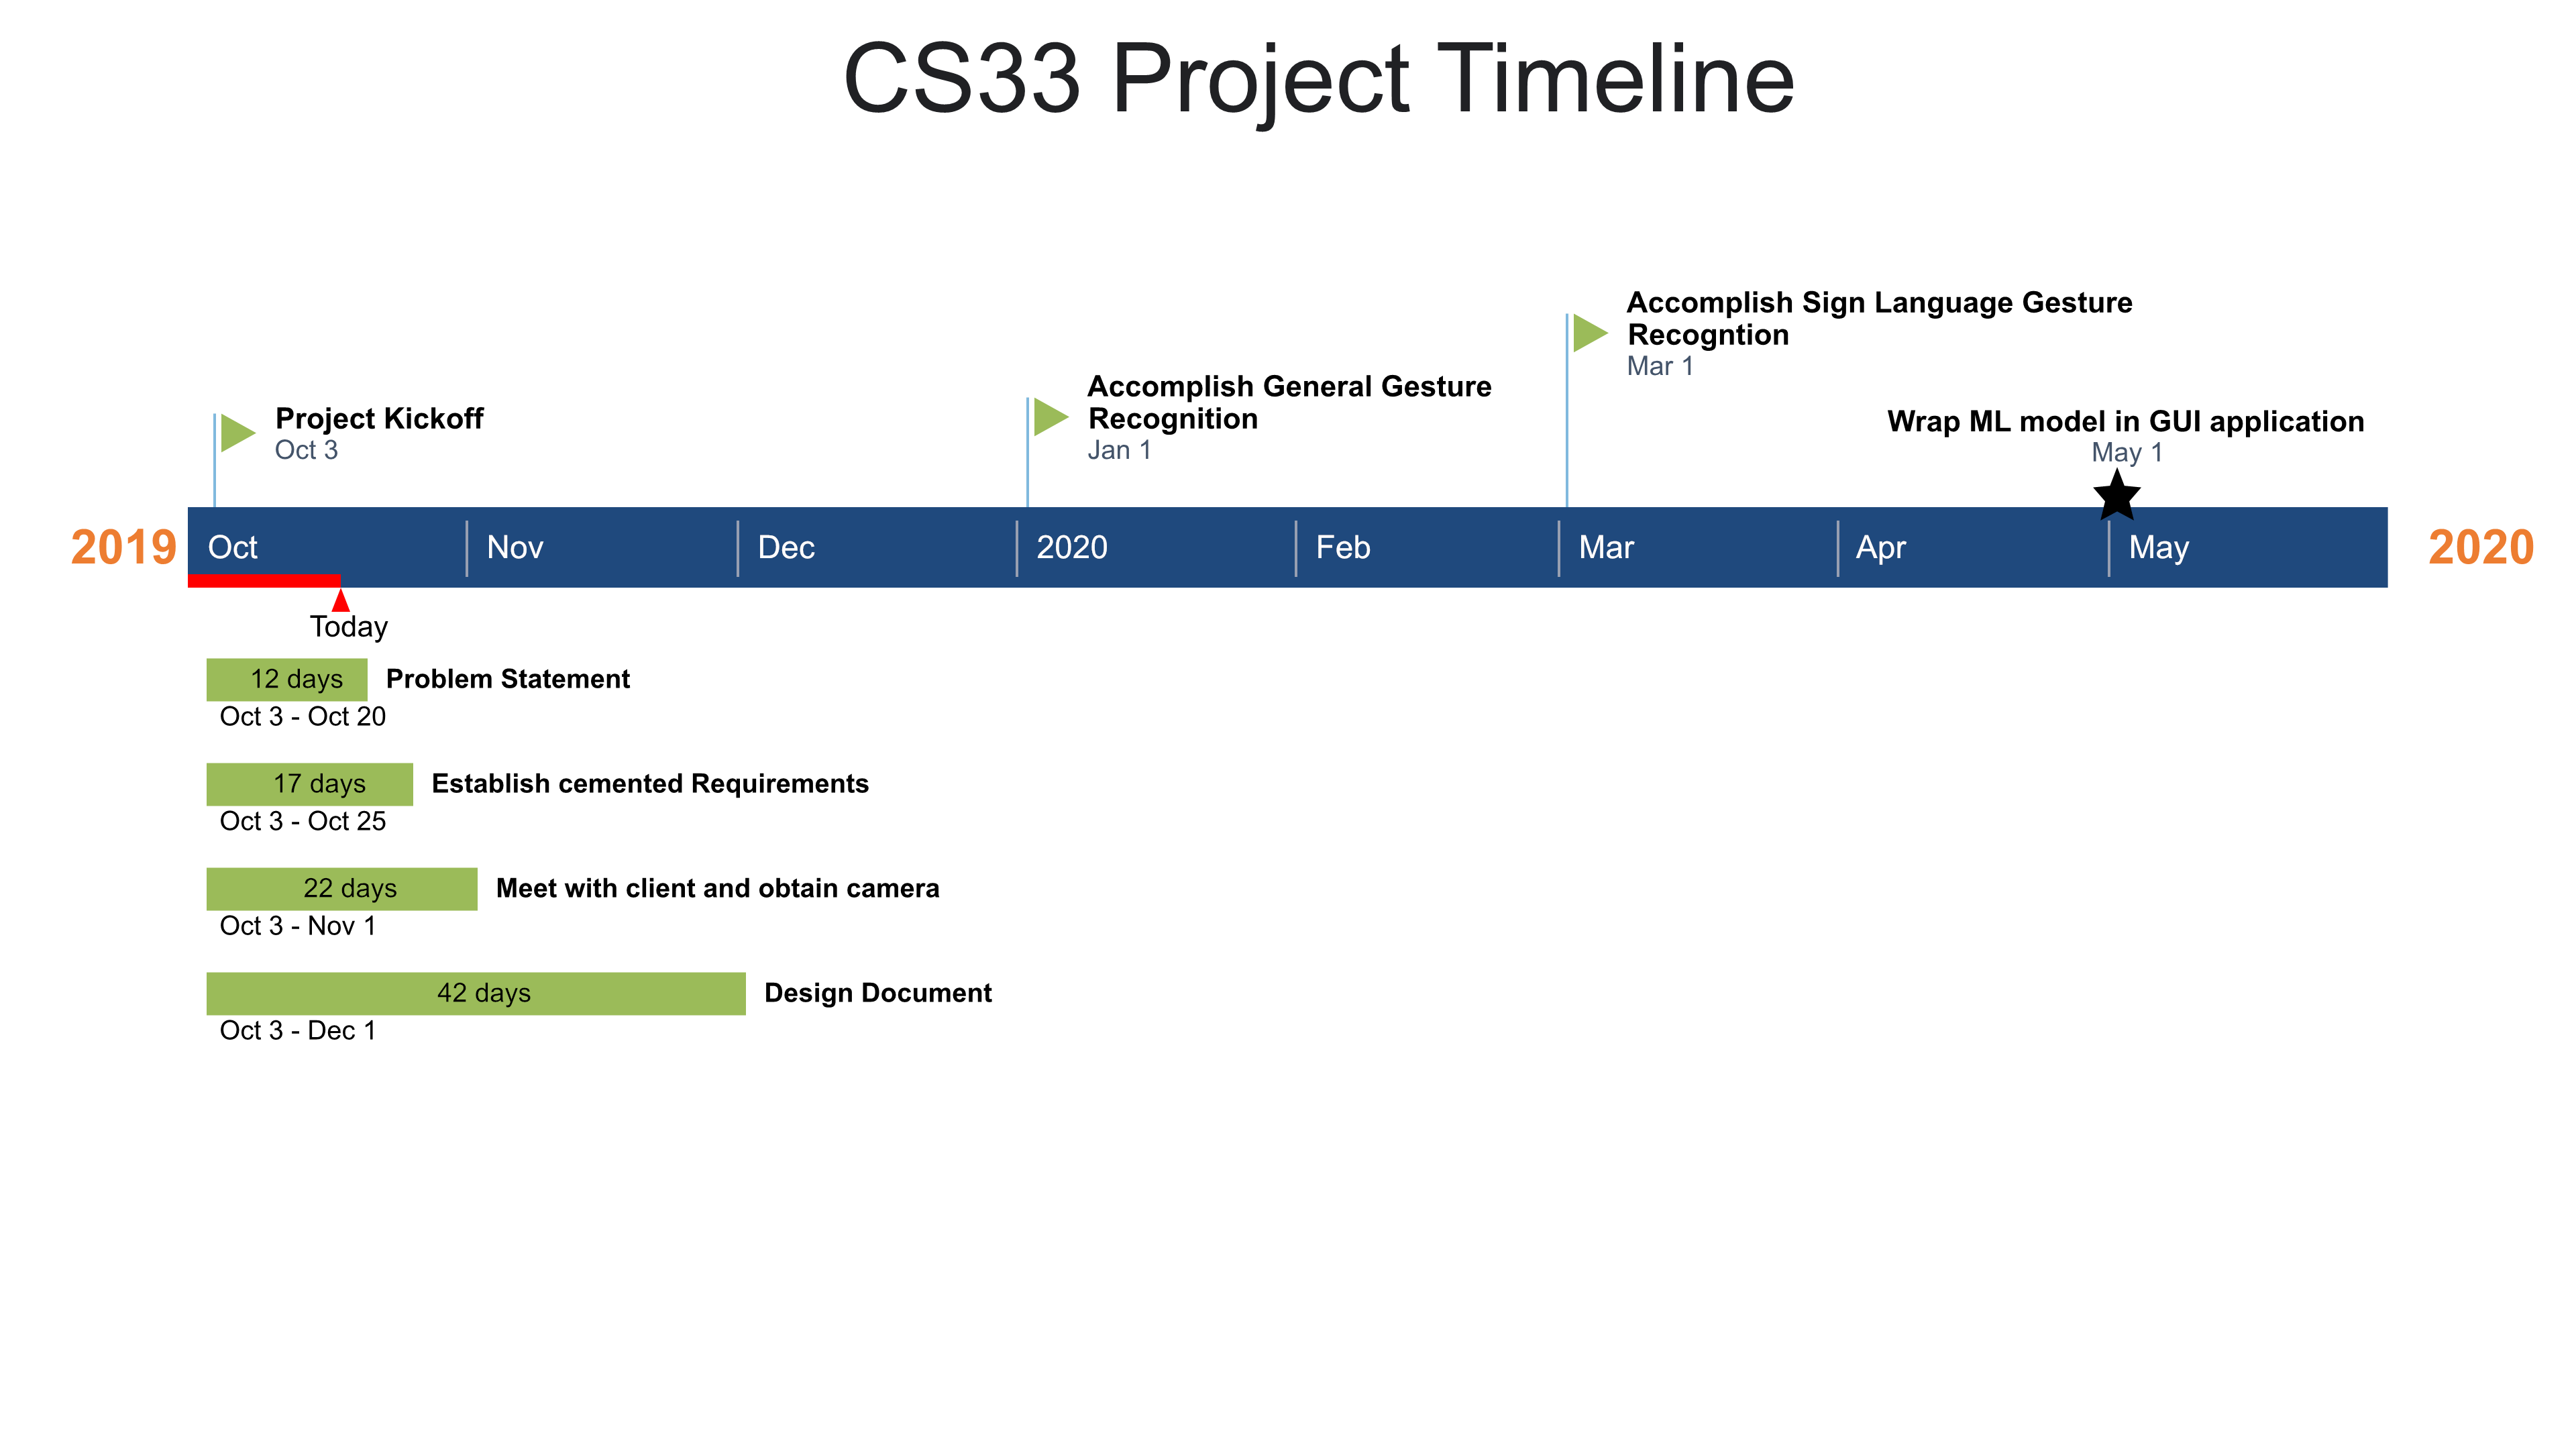 CS33 Project Timeline
Accomplish Sign Language Gesture
Recogntion
Mar 1
Accomplish General Gesture
Recognition
Jan 1
Project Kickoff
Oct 3
Wrap ML model in GUI application
May 1
2019 Oct Nov Dec 2020 Feb Mar Apr May 2020
Today
12 days Problem Statement
Oct 3 - Oct 20
17 days Establish cemented Requirements
Oct 3 - Oct 25
22 days Meet with client and obtain camera
Oct 3 - Nov 1
42 days Design Document
Oct 3 - Dec 1